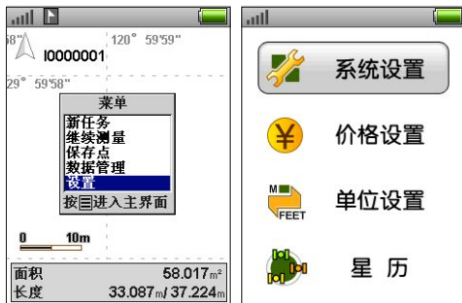 58"
120° 59'59"
I0000001
29° 59'58"
菜单
新任务
继续测量
保存点
数据管理
设置
按进入主界面
0 10m
面积 58.017m²
长度 33.087m/37.224m
系统设置
¥ 价格设置
M
FEET
单位设置
星 历